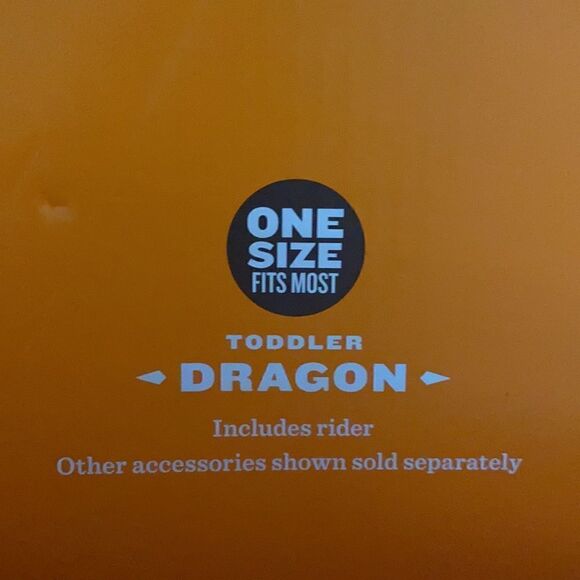 ONE
SIZE
FITS MOST
TODDLER
DRAGON
Includes rider
Other accessories shown sold separately